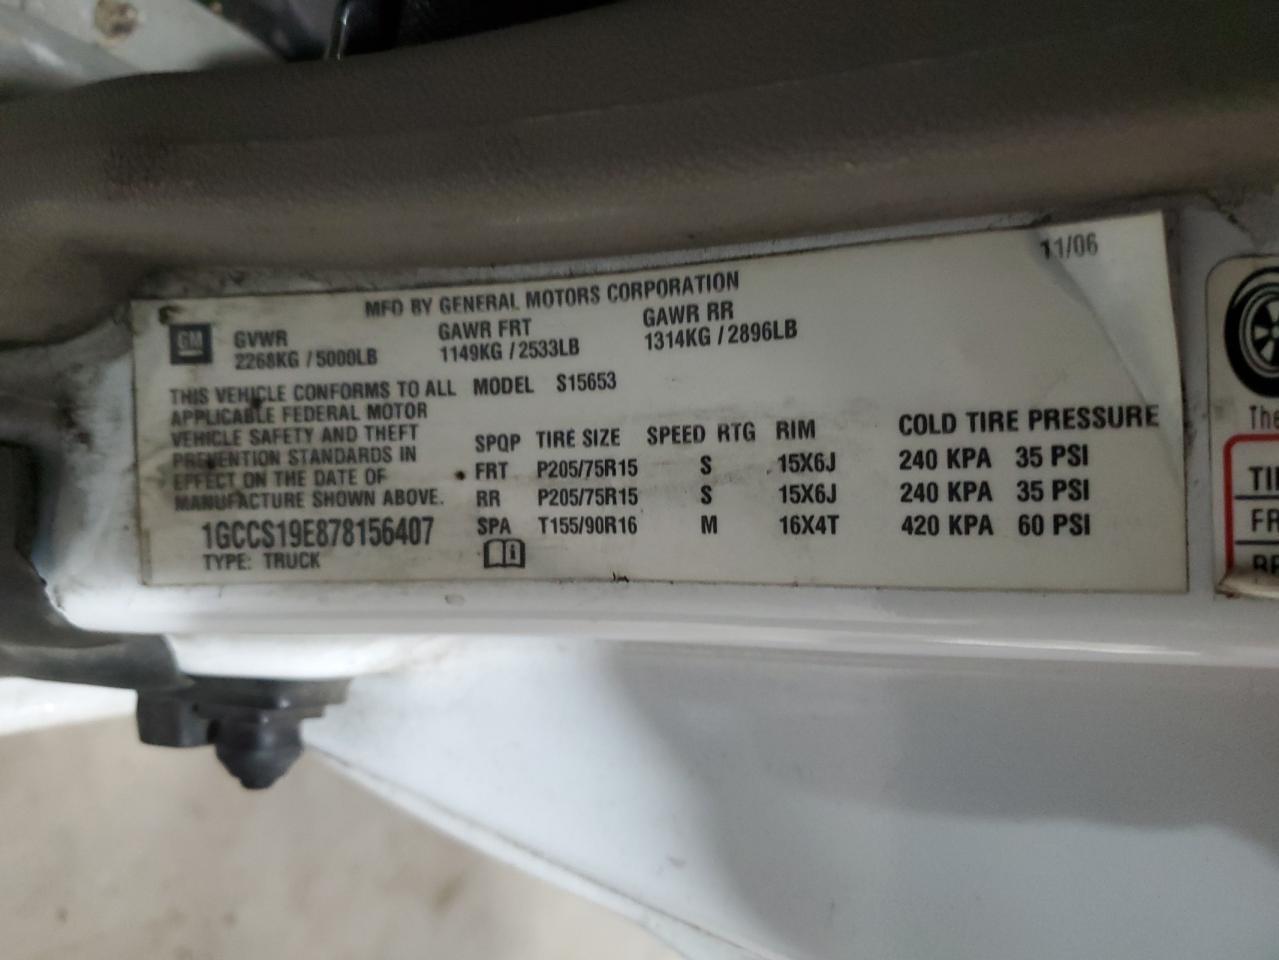 11/06
MFD BY GENERAL MOTORS CORPORATION
GM
GVWR GAWR FRT GAWR RR
2268KG / 5000LB 1149KG / 2533LB 1314KG / 2896LB
THIS VEHICLE CONFORMS TO ALL
APPLICABLE FEDERAL MOTOR
VEHICLE SAFETY AND THEFT
PREVENTION STANDARDS IN
EFFECT ON THE DATE OF
MANUFACTURE SHOWN ABOVE.
1GCCS19E878156407
TYPE: TRUCK
MODEL S15653
SPQP TIRE SIZE SPEED RTG RIM COLD TIRE PRESSURE
FRT P205/75R15 S 15X6J 240 KPA 35 PSI
RR P205/75R15 S 15X6J 240 KPA 35 PSI
SPA T155/90R16 M 16X4T 420 KPA 60 PSI